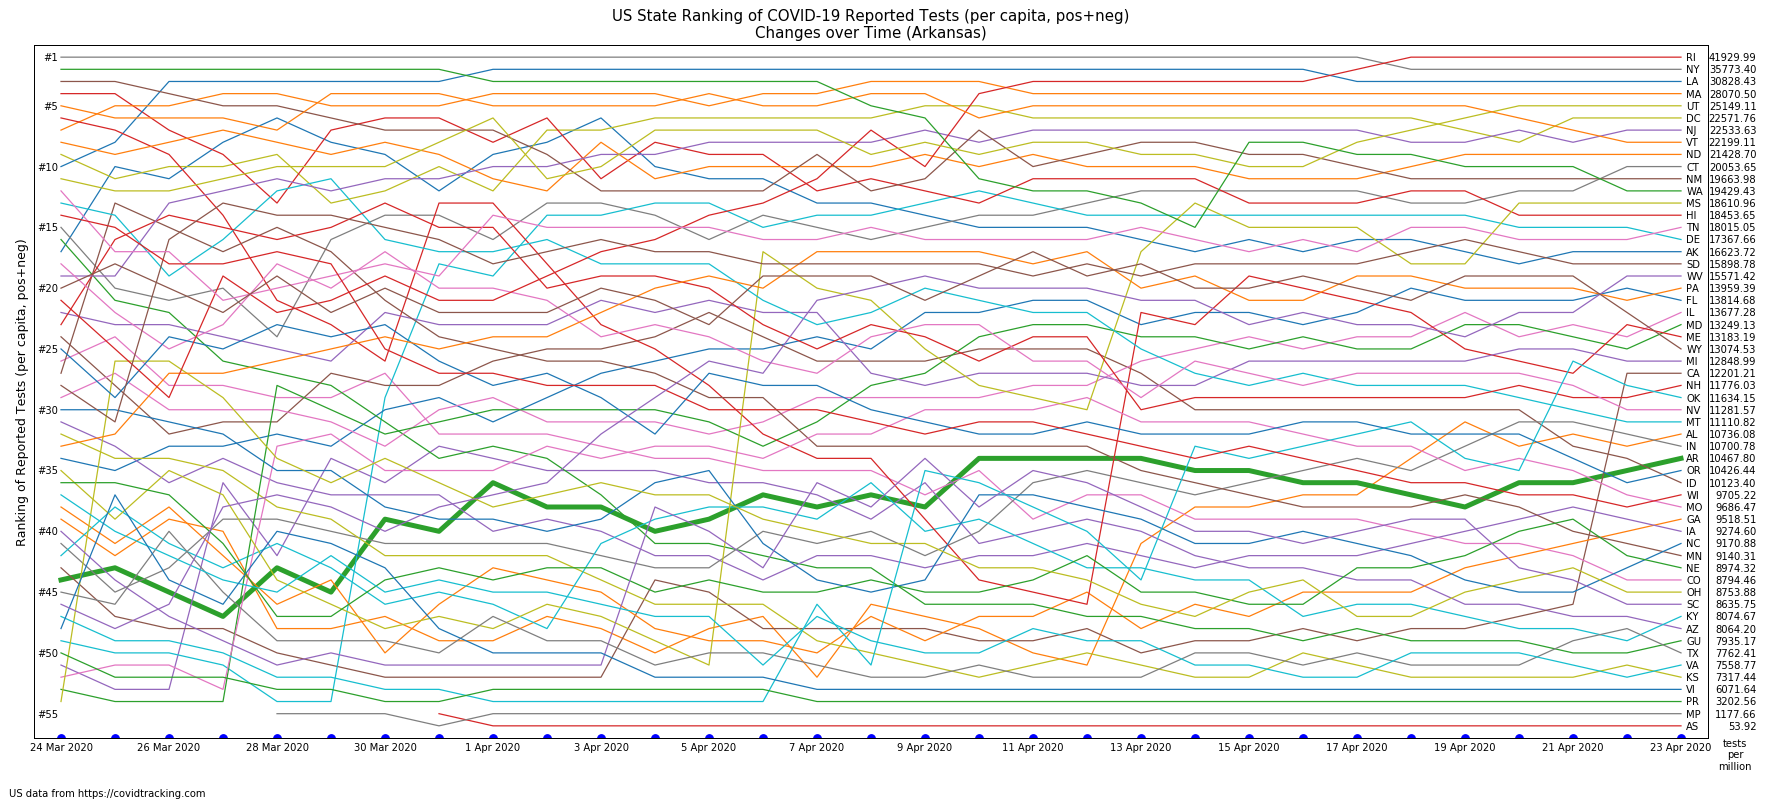 US State Ranking of COVID-19 Reported Tests (per capita, pos+neg)
Changes over Time (Arkansas)
Ranking of Reported Tests (per capita, pos+neg)
#1
#5
#10
#15
#20
#25
#30
#35
#40
#45
#50
#55
RI 41929.99
NY 35773.40
LA 30828.43
MA 28070.50
UT 25149.11
DC 22571.76
NJ 22533.63
VT 22199.11
ND 21428.70
CT 20053.65
NM 19663.98
WA 19429.43
MS 18610.96
HI 18453.65
TN 18015.05
DE 17367.66
AK 16623.72
SD 15898.78
WV 15571.42
PA 13959.39
FL 13814.68
IL 13677.28
MD 13249.13
ME 13183.19
WY 13074.53
MI 12848.99
CA 12201.21
NH 11776.03
OK 11634.15
NV 11281.57
MT 11110.82
AL 10736.08
IN 10700.78
AR 10467.80
OR 10426.44
ID 10123.40
WI 9705.22
MO 9686.47
GA 9518.51
IA 9274.60
NC 9170.88
MN 9140.31
NE 8974.32
CO 8794.46
OH 8753.88
SC 8635.75
KY 8074.67
AZ 8064.20
GU 7935.17
TX 7762.41
VA 7558.77
KS 7317.44
VI 6071.64
PR 3202.56
MP 1177.66
AS 53.92
24 Mar 2020 26 Mar 2020 28 Mar 2020 30 Mar 2020 1 Apr 2020 3 Apr 2020 5 Apr 2020 7 Apr 2020 9 Apr 2020 11 Apr 2020 13 Apr 2020 15 Apr 2020 17 Apr 2020 19 Apr 2020 21 Apr 2020 23 Apr 2020
tests
per
million
US data from https://covidtracking.com